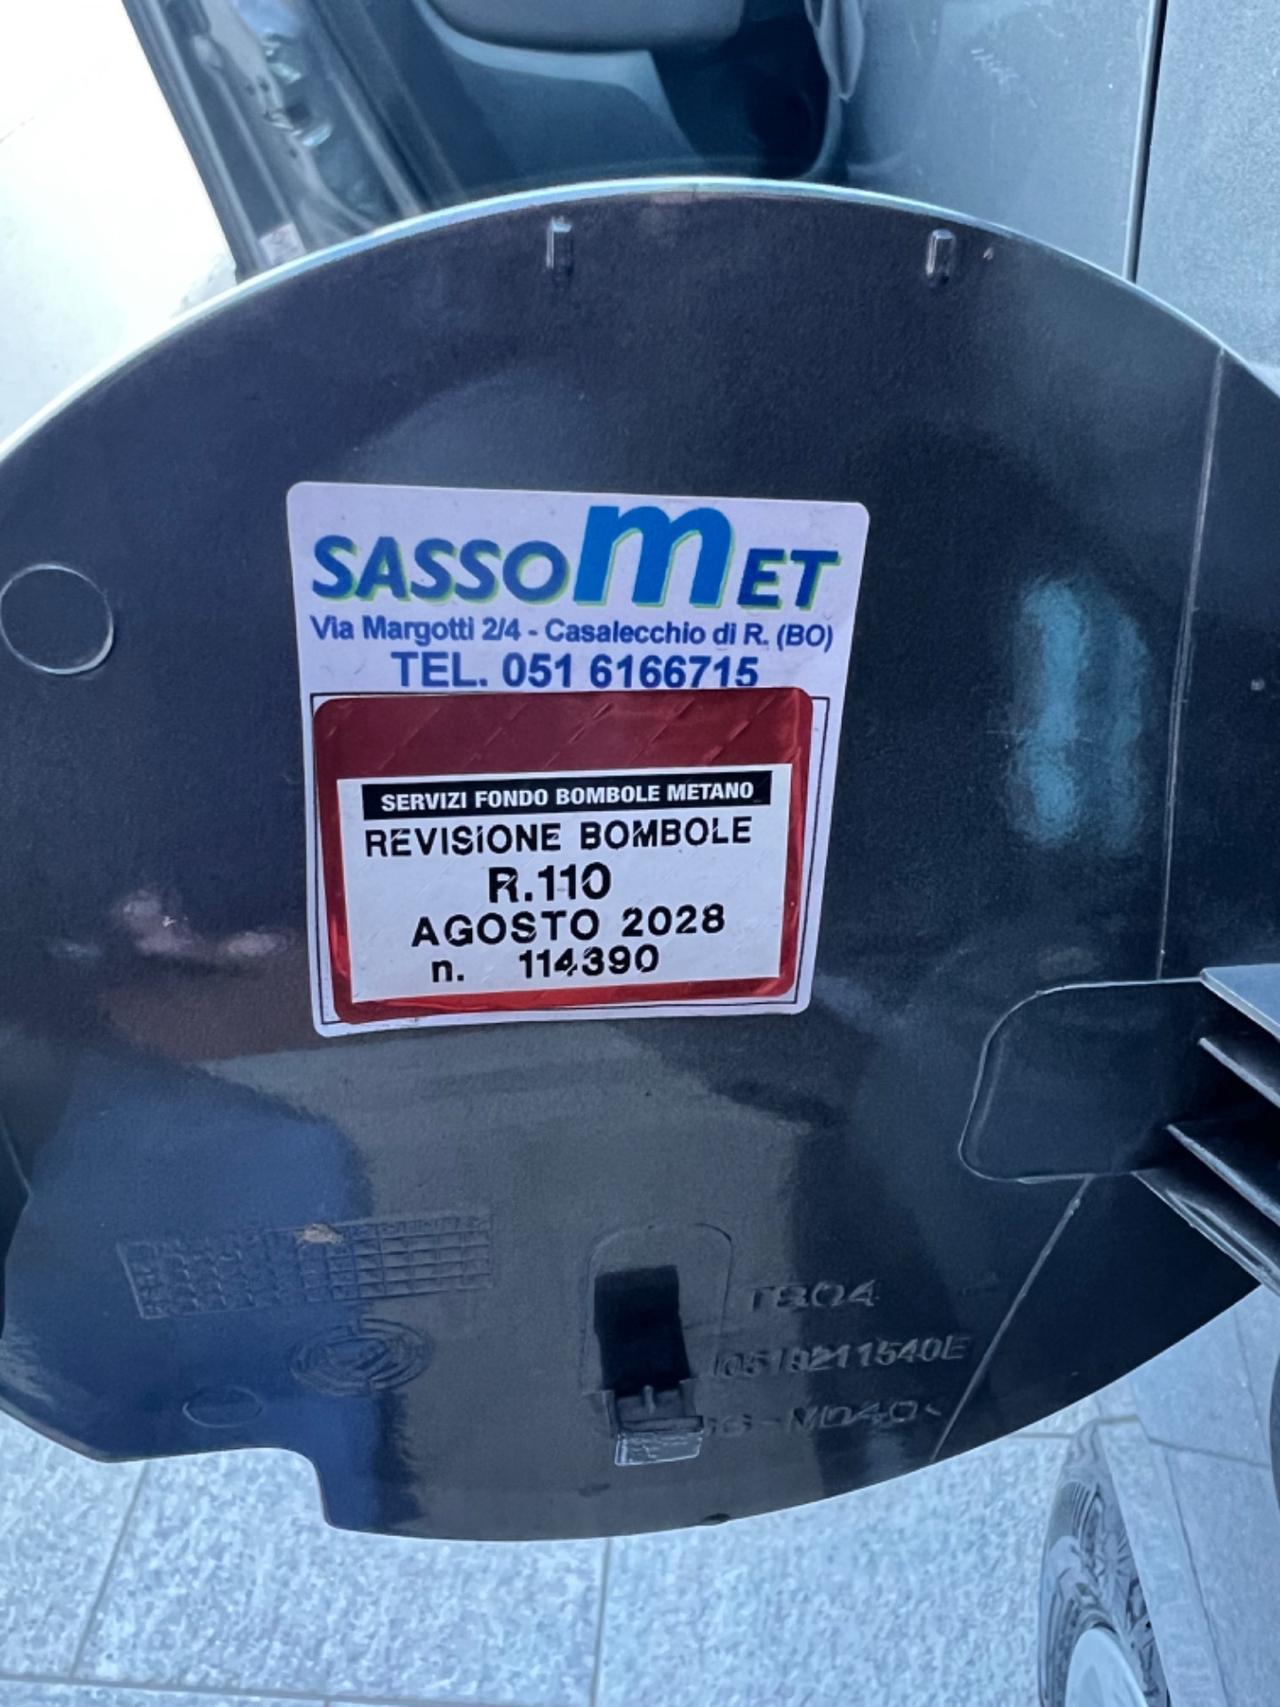 SASSOMET
Via Margotti 2/4 - Casalecchio di R. (BO)
TEL. 051 6166715
SERVIZI FONDO BOMBOLE METANO
REVISIONE BOMBOLE
R.110
AGOSTO 2028
n. 114390